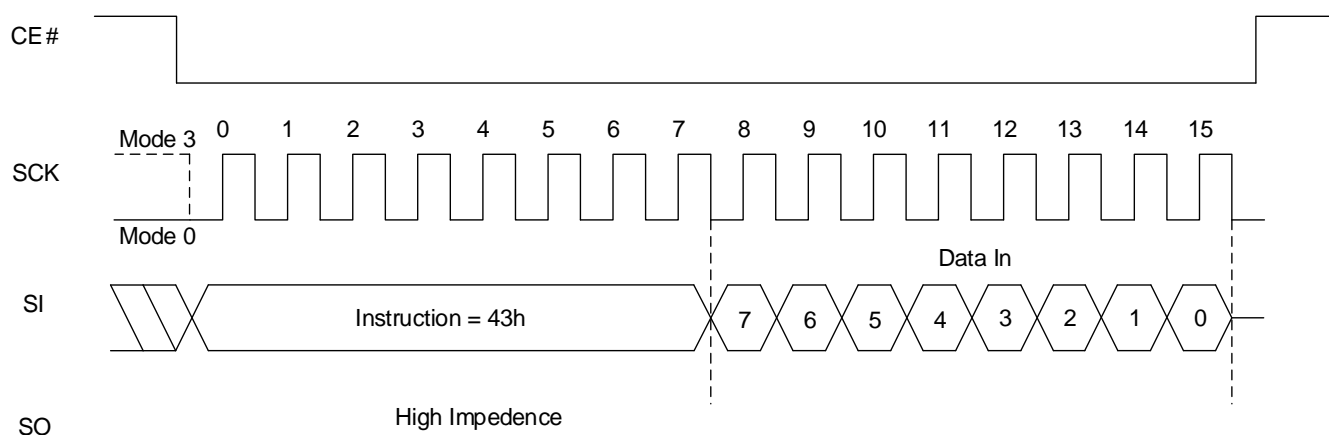 CE#
0 1 2 3 4 5 6 7 8 9 10 11 12 13 14 15
Mode 3
SCK
Mode 0
Data In
SI
Instruction = 43h
7 6 5 4 3 2 1 0
High Impedence
SO